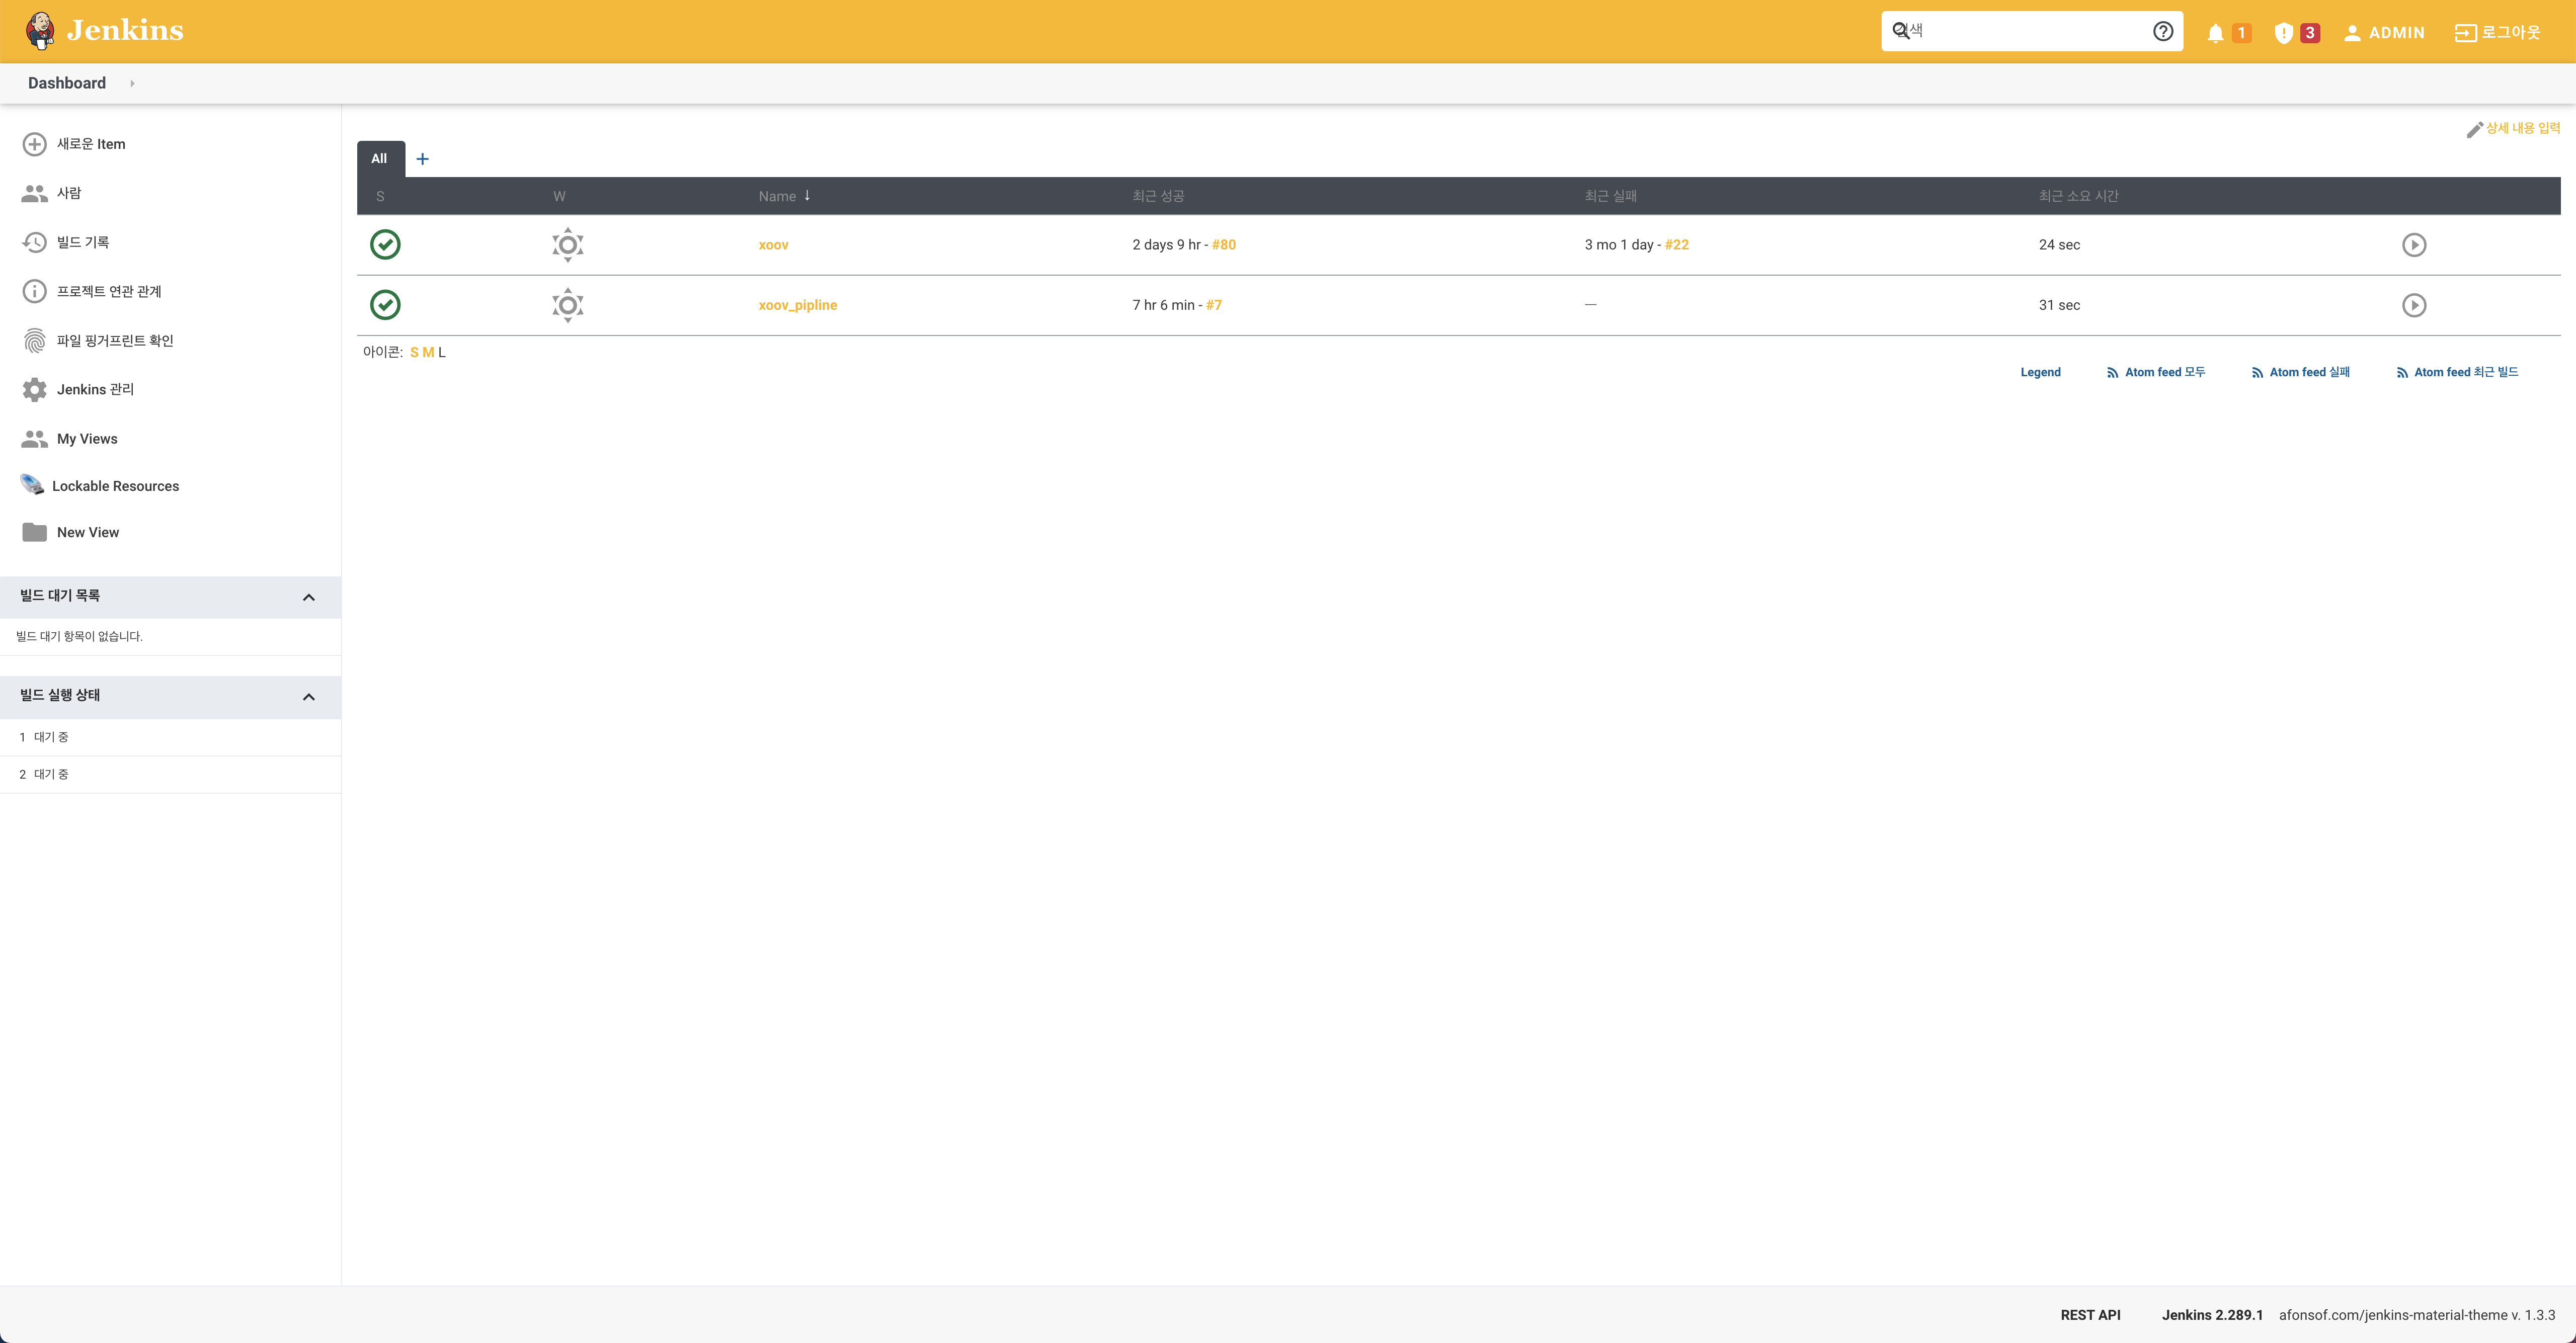 Jenkins
검색
1
3
ADMIN
로그아웃
Dashboard
새로운 Item
사람
빌드 기록
프로젝트 연관 관계
파일 핑거프린트 확인
Jenkins 관리
My Views
Lockable Resources
New View
빌드 대기 목록
빌드 대기 항목이 없습니다.
빌드 실행 상태
1 대기 중
2 대기 중
상세 내용 입력
All +
S W Name ↓ 최근 성공 최근 실패 최근 소요 시간
xoov 2 days 9 hr - #80 3 mo 1 day - #22 24 sec
xoov_pipline 7 hr 6 min - #7 — 31 sec
아이콘: S M L
Legend Atom feed 모두 Atom feed 실패 Atom feed 최근 빌드
REST API Jenkins 2.289.1 afonsof.com/jenkins-material-theme v. 1.3.3